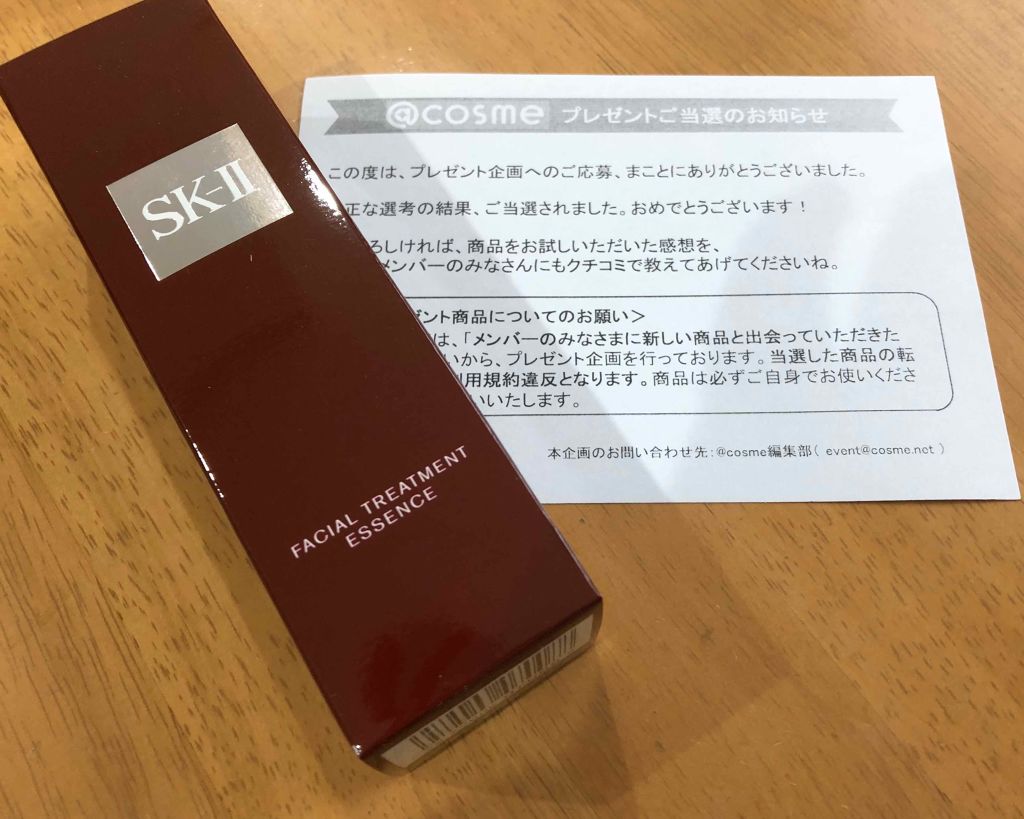 SK-II
FACIAL TREATMENT
ESSENCE
@cosme プレゼントご当選のお知らせ
この度は、プレゼント企画へのご応募、まことにありがとうございました。
正な選考の結果、ご当選されました。おめでとうございます！
ろしければ、商品をお試しいただいた感想を、
メンバーのみなさんにもクチコミで教えてあげてくださいね。
ント商品についてのお願い＞
は、「メンバーのみなさまに新しい商品と出会っていただきた
いから、プレゼント企画を行っております。当選した商品の転
用規約違反となります。商品は必ずご自身でお使いくださ
いいたします。
本企画のお問い合わせ先：@cosme編集部（ event@cosme.net ）